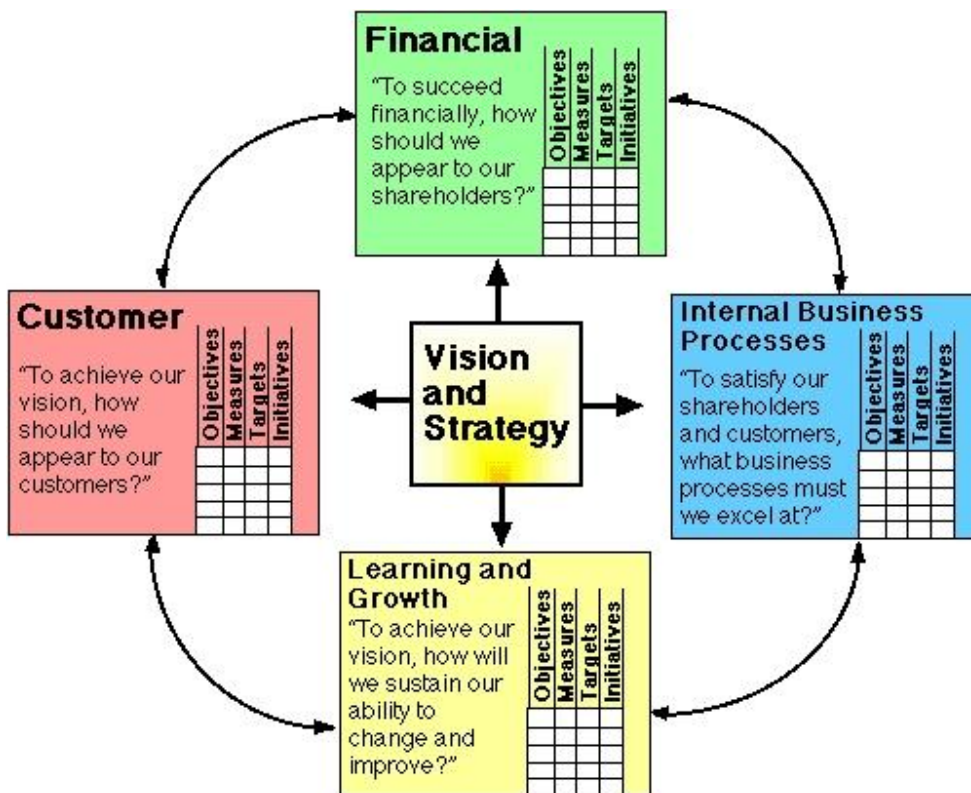 Financial
“To succeed
financially, how
should we
appear to our
shareholders?”
Objectives
Measures
Targets
Initiatives
Customer
“To achieve our
vision, how
should we
appear to our
customers?”
Objectives
Measures
Targets
Initiatives
Vision
and
Strategy
Internal Business
Processes
“To satisfy our
shareholders
and customers,
what business
processes must
we excel at?”
Objectives
Measures
Targets
Initiatives
Learning and
Growth
“To achieve our
vision, how will
we sustain our
ability to
change and
improve?”
Objectives
Measures
Targets
Initiatives